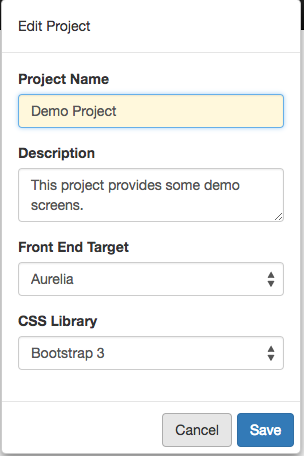 Edit Project
Project Name
Demo Project
Description
This project provides some demo
screens.
Front End Target
Aurelia
CSS Library
Bootstrap 3
Cancel Save